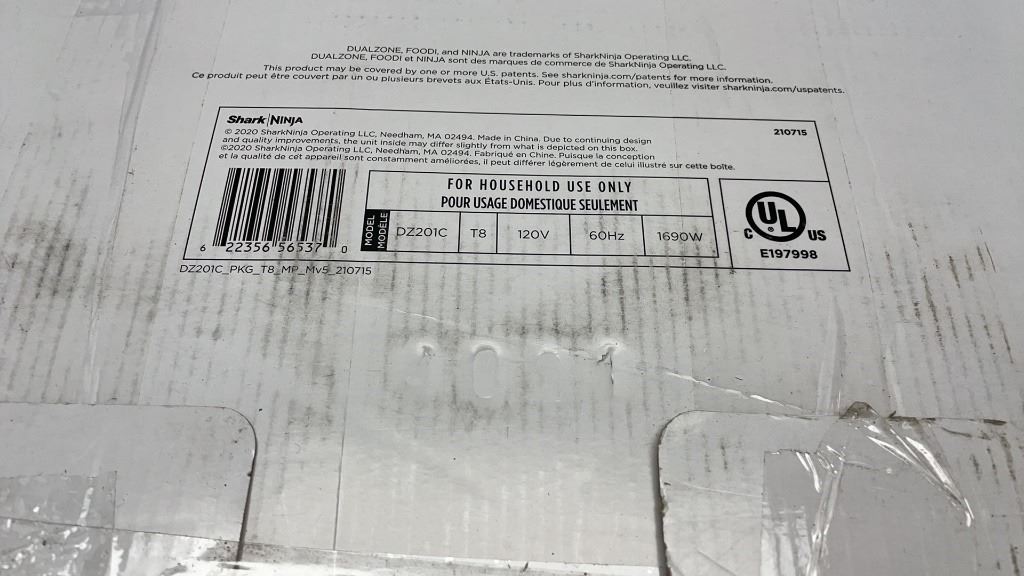 DUALZONE, FOODI, and NINJA are trademarks of SharkNinja Operating LLC.
DUALZONE, FOODI et NINJA sont des marques de commerce de SharkNinja Operating LLC.
This product may be covered by one or more U.S. patents. See sharkninja.com/patents for more information.
Ce produit peut être couvert par un ou plusieurs brevets aux États-Unis. Pour plus d'information, veuillez visiter sharkninja.com/uspatents.
Shark|NINJA
210715
© 2020 SharkNinja Operating LLC, Needham, MA 02494. Made in China. Due to continuing design
and quality improvements, the unit inside may differ slightly from what is depicted on this box.
©2020 SharkNinja Operating LLC, Needham, MA 02494. Fabriqué en Chine. Puisque la conception
et la qualité de cet appareil sont constamment améliorées, il peut différer légèrement de celui illustré sur cette boîte.
FOR HOUSEHOLD USE ONLY
POUR USAGE DOMESTIQUE SEULEMENT
MODEL
MODÈLE
DZ201C T8 120V 60Hz 1690W
C UL US
E197998
6 22356 56537 0
DZ201C_PKG_T8_MP_Mv5_210715